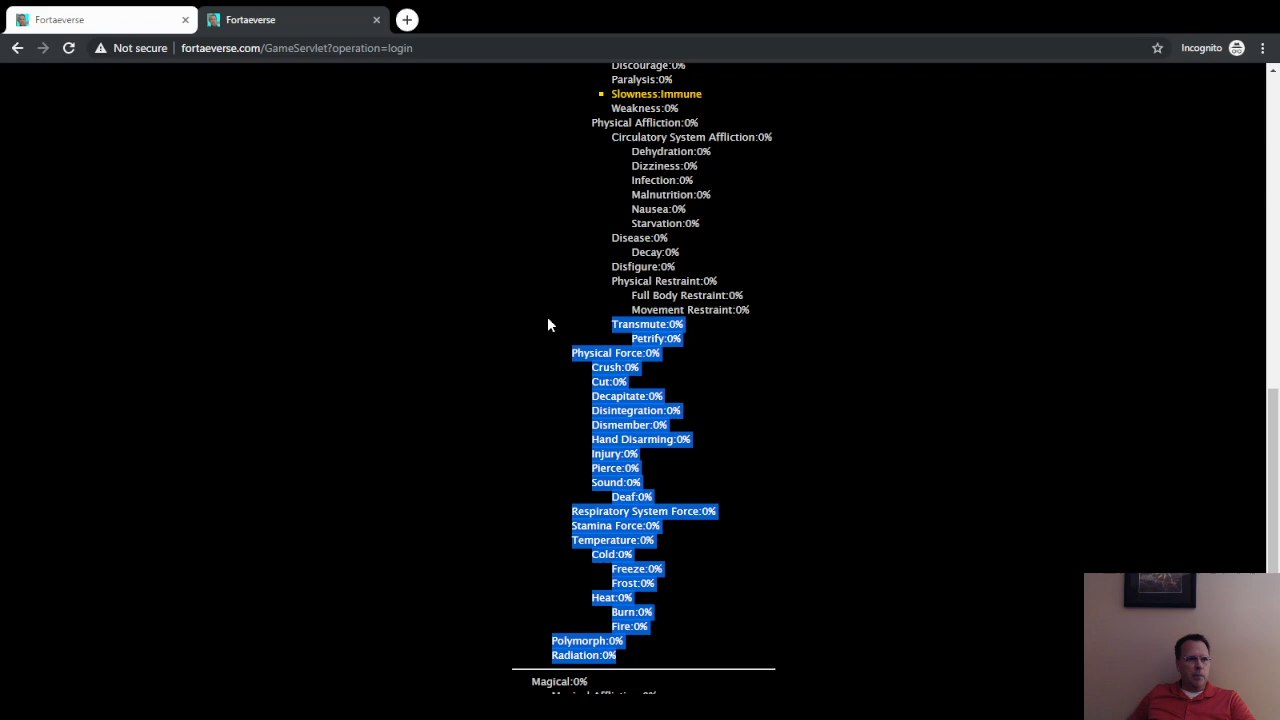 Fortaeverse
Fortaeverse
Not secure
fortaeverse.com/GameServlet?operation=login
Incognito
Discourage:0%
Paralysis:0%
Slowness:Immune
Weakness:0%
Physical Affliction:0%
Circulatory System Affliction:0%
Dehydration:0%
Dizziness:0%
Infection:0%
Malnutrition:0%
Nausea:0%
Starvation:0%
Disease:0%
Decay:0%
Disfigure:0%
Physical Restraint:0%
Full Body Restraint:0%
Movement Restraint:0%
Transmute:0%
Petrify:0%
Physical Force:0%
Crush:0%
Cut:0%
Decapitate:0%
Disintegration:0%
Dismember:0%
Hand Disarming:0%
Injury:0%
Pierce:0%
Sound:0%
Deaf:0%
Respiratory System Force:0%
Stamina Force:0%
Temperature:0%
Cold:0%
Freeze:0%
Frost:0%
Heat:0%
Burn:0%
Fire:0%
Polymorph:0%
Radiation:0%
Magical:0%
Magical Affliction:0%